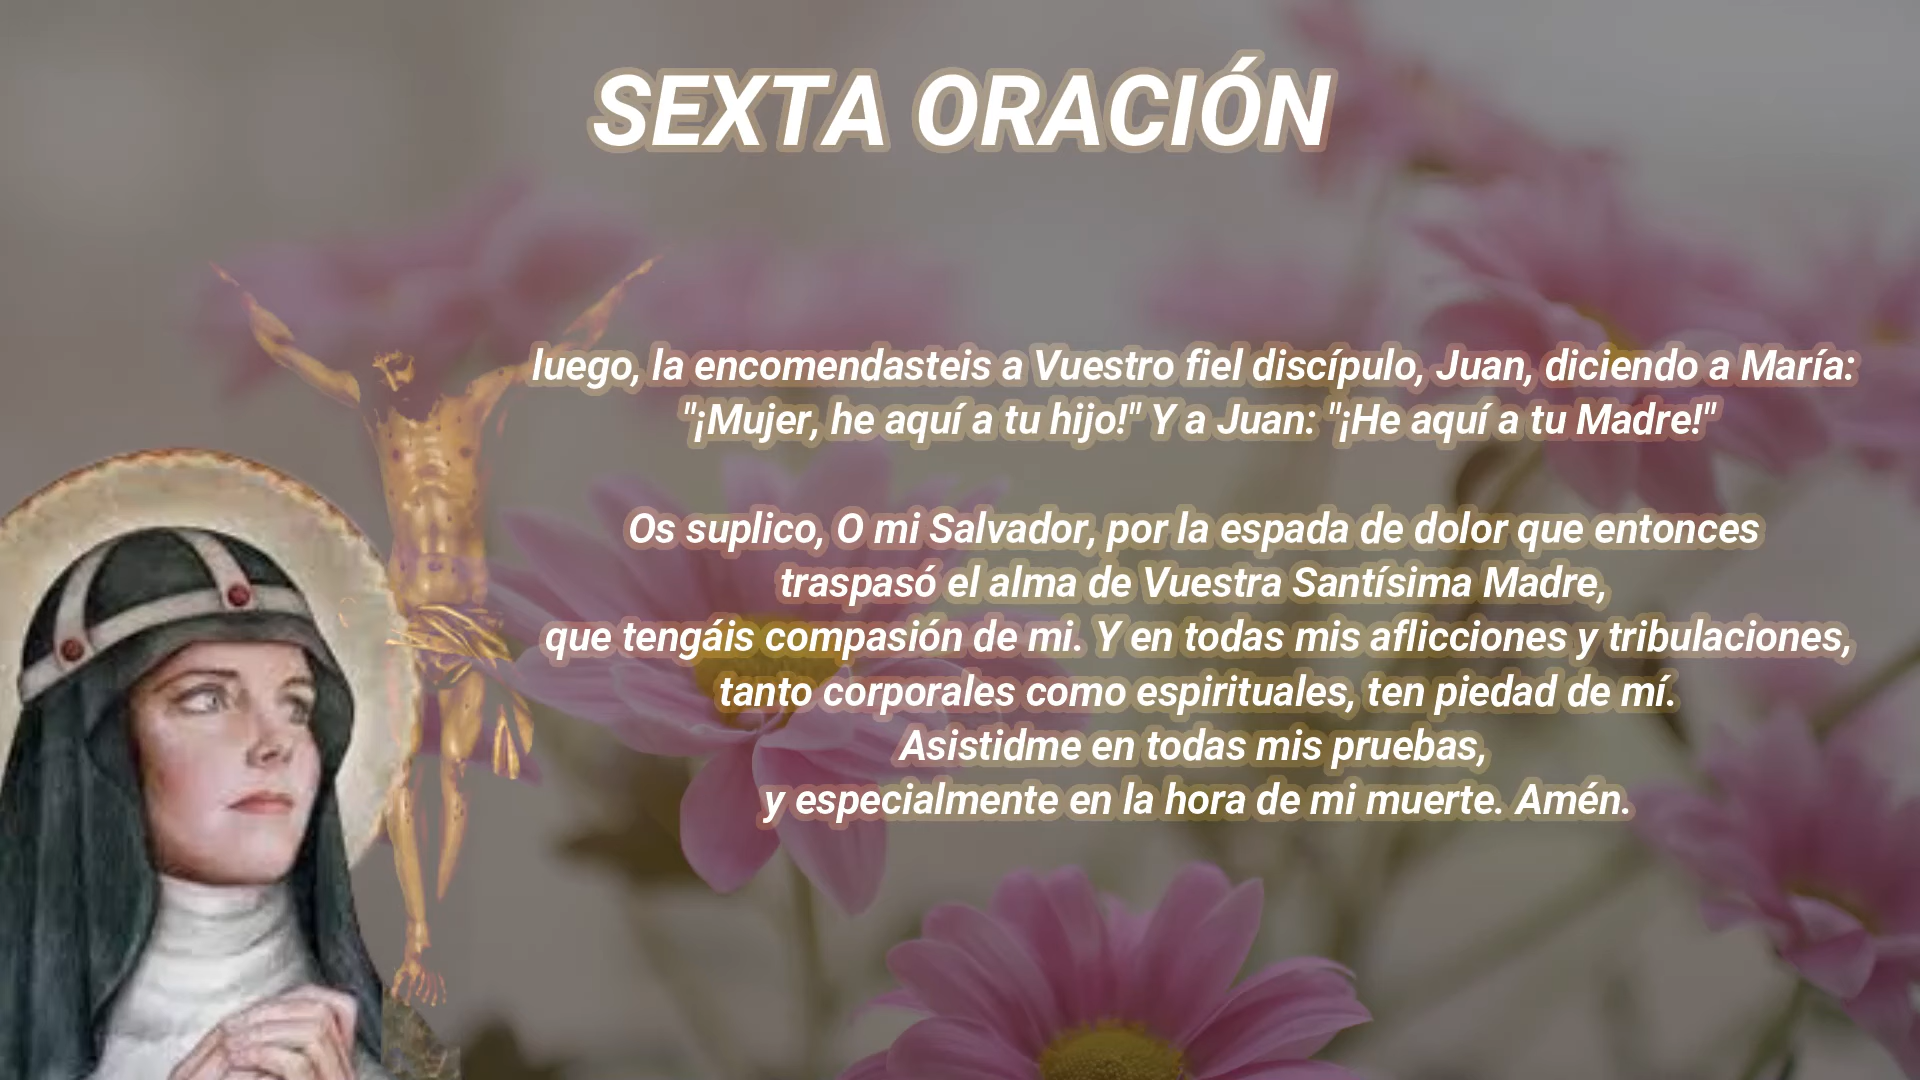 SEXTA ORACIÓN
luego, la encomendasteis a Vuestro fiel discípulo, Juan, diciendo a María:
"¡Mujer, he aquí a tu hijo!" Y a Juan: "¡He aquí a tu Madre!"
Os suplico, O mi Salvador, por la espada de dolor que entonces
traspasó el alma de Vuestra Santísima Madre,
que tengáis compasión de mi. Y en todas mis aflicciones y tribulaciones,
tanto corporales como espirituales, ten piedad de mí.
Asistidme en todas mis pruebas,
y especialmente en la hora de mi muerte. Amén.